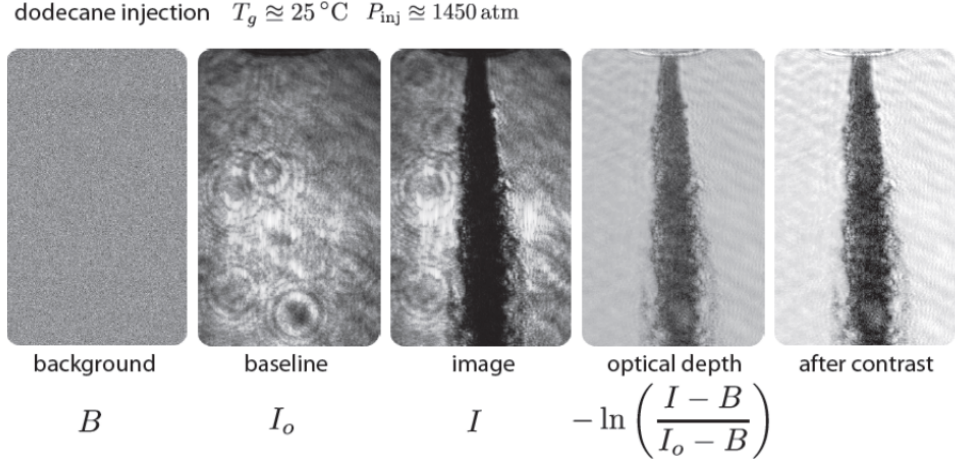 dodecane injection T_g ≊ 25 °C P_inj ≊ 1450 atm
background baseline image optical depth after contrast
B I_o I −ln((I − B)/(I_o − B))